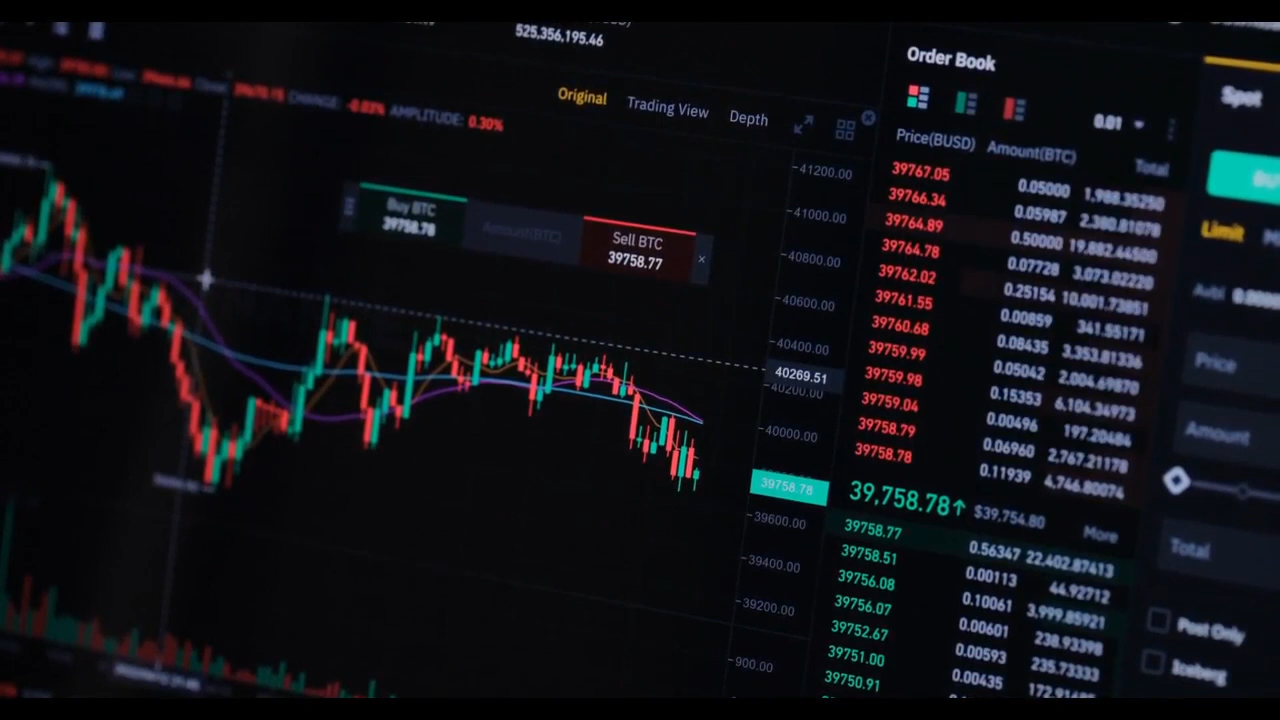 525,356,195.46
Order Book
Spot
CHANGE: -0.03% AMPLITUDE: 0.30%
Original Trading View Depth
0.01
Price(BUSD) Amount(BTC) Total
Buy BTC
39758.78
Amount(BTC)
Sell BTC
39758.77
×
41200.00
41000.00
40800.00
40600.00
40400.00
40269.51
40200.00
40000.00
39758.78
39600.00
39400.00
39200.00
900.00
39767.05 0.05000 1,988.35250
39766.34 0.05987 2,380.81078
39764.89 0.50000 19,882.44500
39764.78 0.07728 3,073.02220
39762.02 0.25154 10,001.73851
39761.55 0.00859 341.55171
39760.68 0.08435 3,353.81336
39759.99 0.05042 2,004.69870
39759.98 0.15353 6,104.34973
39759.04 0.00496 197.20484
39758.79 0.06960 2,767.21178
39758.78 0.11939 4,746.80074
39,758.78↑ $39,754.80 More
39758.77 0.56347 22,402.87413
39758.51 0.00113 44.92712
39756.08 0.10061 3,999.85921
39756.07 0.00601 238.93398
39752.67 0.00593 235.73333
39751.00 0.00435
39750.91
Limit
Price
Amount
Total
Post Only
Iceberg